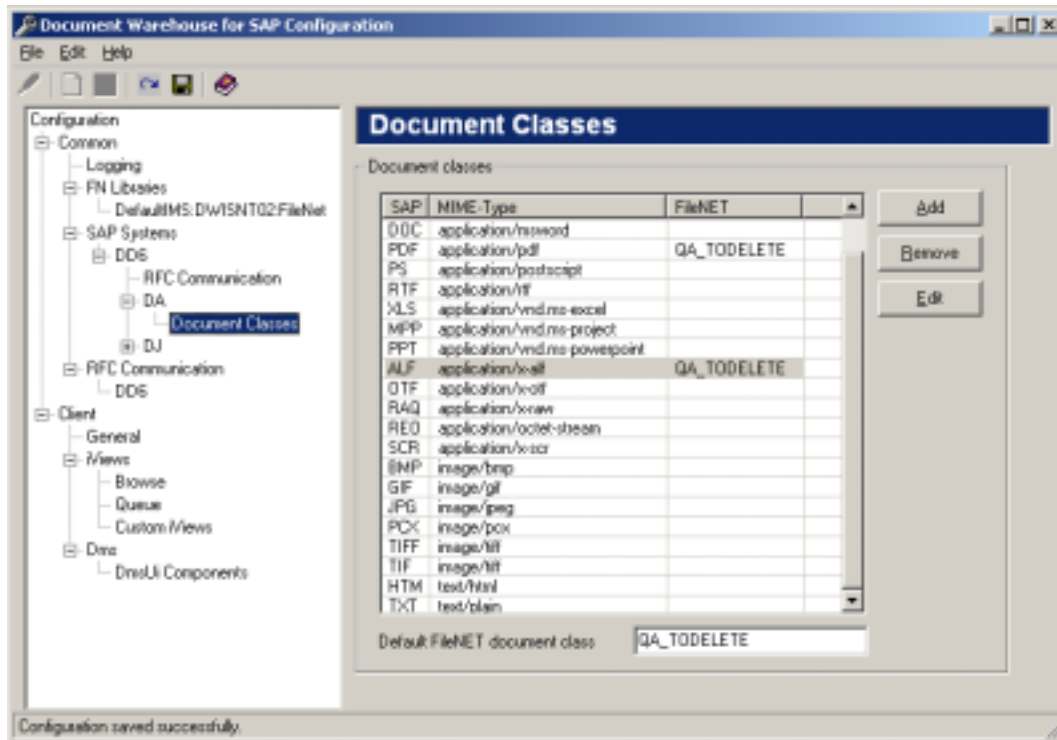 Document Warehouse for SAP Configuration
File Edit Help
Configuration
Common
Logging
FN Libraries
DefaultIMS:DWISNT02:FileNet
SAP Systems
DD6
RFC Communication
DA
Document Classes
DJ
RFC Communication
DD6
Client
General
iViews
Browse
Queue
Custom iViews
Dms
DmsUi Components
Document Classes
Document classes
SAP MIME-Type FileNET
DOC application/msword
PDF application/pdf QA_TODELETE
PS application/postscript
RTF application/rtf
XLS application/vnd.ms-excel
MPP application/vnd.ms-project
PPT application/vnd.ms-powerpoint
ALF application/x-alf QA_TODELETE
OTF application/x-otf
RAQ application/x-raw
REO application/octet-stream
SCR application/x-scr
BMP image/bmp
GIF image/gif
JPG image/jpeg
PCX image/pcx
TIFF image/tiff
TIF image/tiff
HTM text/html
TXT text/plain
Add
Remove
Edit
Default FileNET document class QA_TODELETE
Configuration saved successfully.